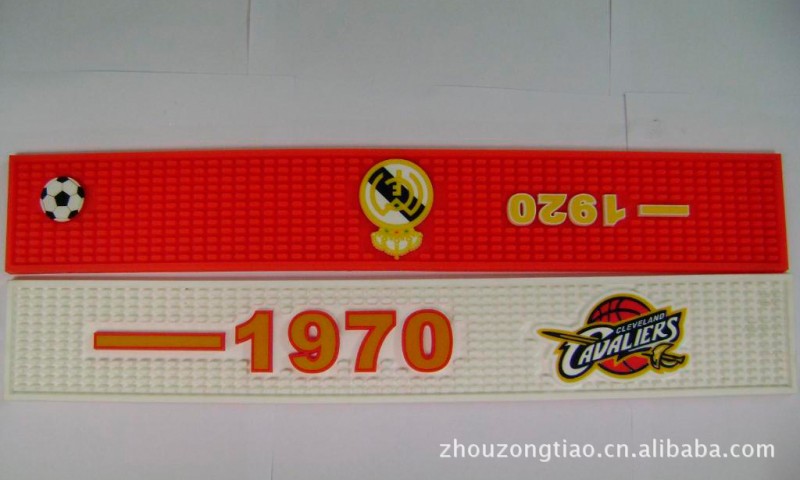 —1920
—1970
CLEVELAND
CAVALIERS
zhouzongtiao.cn.alibaba.com